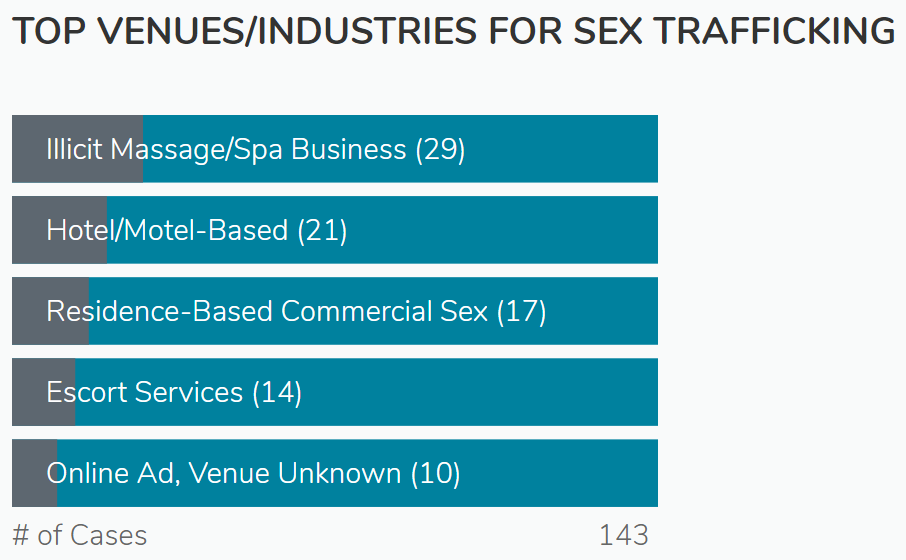 TOP VENUES/INDUSTRIES FOR SEX TRAFFICKING
Illicit Massage/Spa Business (29)
Hotel/Motel-Based (21)
Residence-Based Commercial Sex (17)
Escort Services (14)
Online Ad, Venue Unknown (10)
# of Cases 143